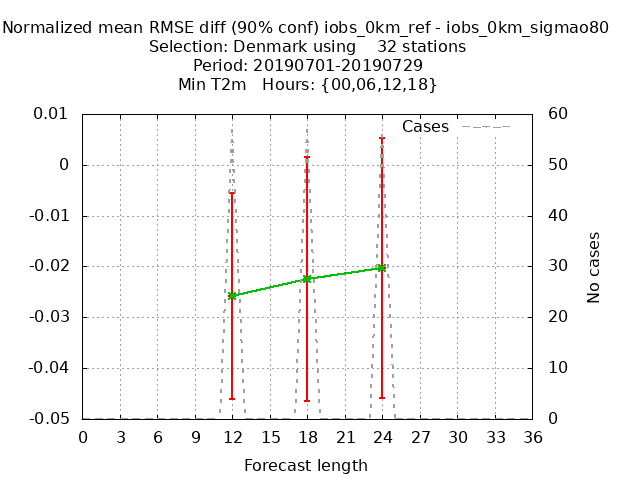 Normalized mean RMSE diff (90% conf) iobs_0km_ref - iobs_0km_sigmao80
Selection: Denmark using    32 stations
Period: 20190701-20190729
Min T2m   Hours: {00,06,12,18}
0.01
0
-0.01
-0.02
-0.03
-0.04
-0.05
Cases
60
50
40
30
20
10
0
No cases
0 3 6 9 12 15 18 21 24 27 30 33 36
Forecast length